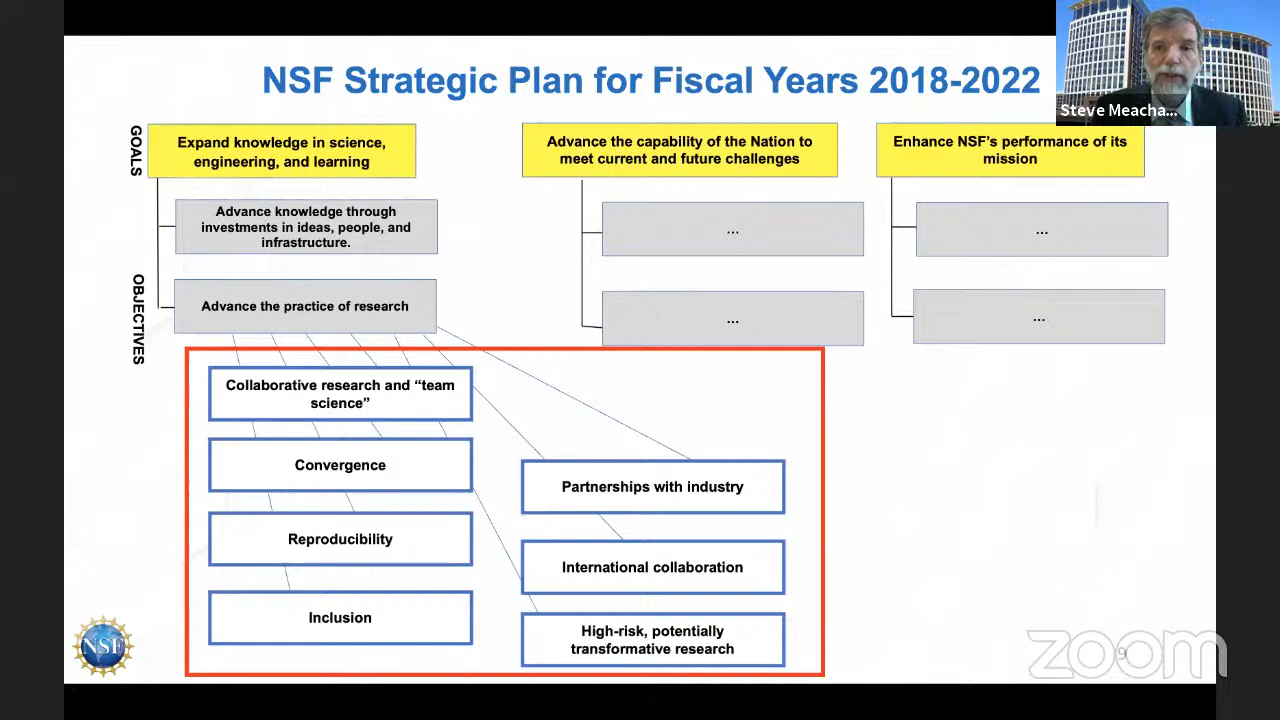 NSF Strategic Plan for Fiscal Years 2018-2022
Steve Meacha...
GOALS
Expand knowledge in science,
engineering, and learning
Advance the capability of the Nation to
meet current and future challenges
Enhance NSF's performance of its
mission
OBJECTIVES
Advance knowledge through
investments in ideas, people, and
infrastructure.
...
...
Advance the practice of research
...
...
Collaborative research and “team
science”
Convergence
Reproducibility
Inclusion
Partnerships with industry
International collaboration
High-risk, potentially
transformative research
NSF
zoom
9